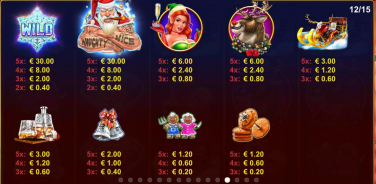 12/15
WILD
NAUGHTY NICE
5x: € 30.00
4x: € 8.00
3x: € 2.00
2x: € 0.40
5x: € 30.00
4x: € 8.00
3x: € 2.00
2x: € 0.40
5x: € 6.00
4x: € 2.40
3x: € 0.80
5x: € 6.00
4x: € 2.40
3x: € 0.80
5x: € 3.00
4x: € 1.20
3x: € 0.60
5x: € 3.00
4x: € 1.20
3x: € 0.60
5x: € 2.00
4x: € 1.00
3x: € 0.40
5x: € 1.20
4x: € 0.60
3x: € 0.20
5x: € 1.20
4x: € 0.60
3x: € 0.20